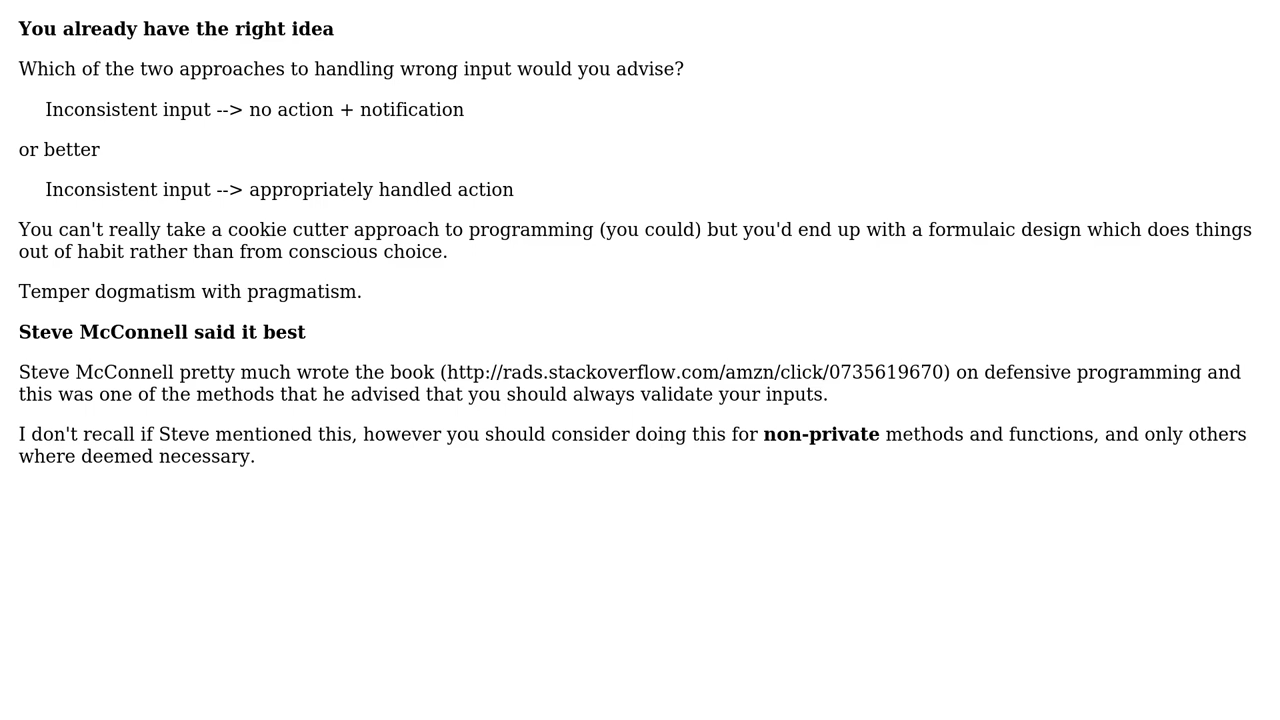 You already have the right idea
Which of the two approaches to handling wrong input would you advise?
Inconsistent input --> no action + notification
or better
Inconsistent input --> appropriately handled action
You can't really take a cookie cutter approach to programming (you could) but you'd end up with a formulaic design which does things
out of habit rather than from conscious choice.
Temper dogmatism with pragmatism.
Steve McConnell said it best
Steve McConnell pretty much wrote the book (http://rads.stackoverflow.com/amzn/click/0735619670) on defensive programming and
this was one of the methods that he advised that you should always validate your inputs.
I don't recall if Steve mentioned this, however you should consider doing this for non-private methods and functions, and only others
where deemed necessary.